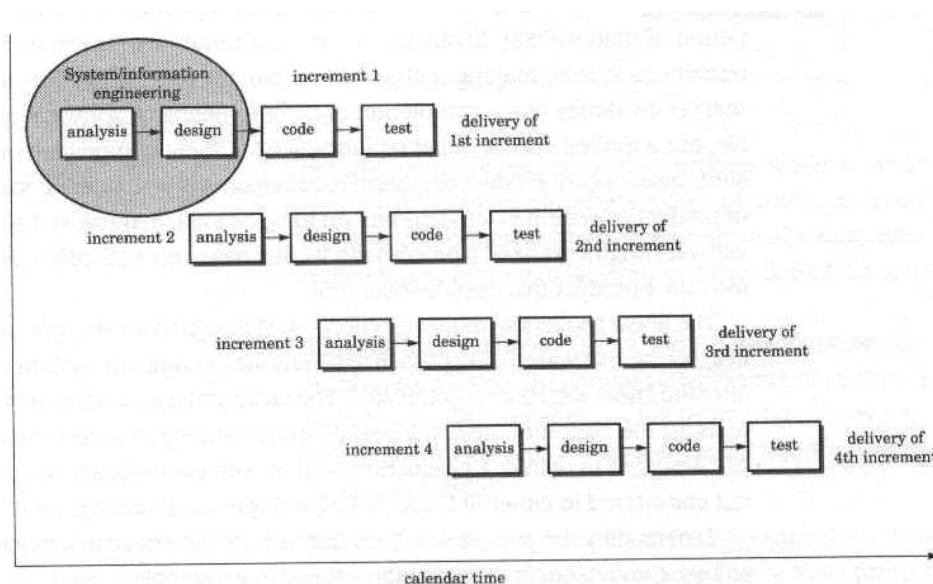 System/information
engineering
increment 1
analysis
design
code
test
delivery of
1st increment
increment 2
analysis
design
code
test
delivery of
2nd increment
increment 3
analysis
design
code
test
delivery of
3rd increment
increment 4
analysis
design
code
test
delivery of
4th increment
calendar time